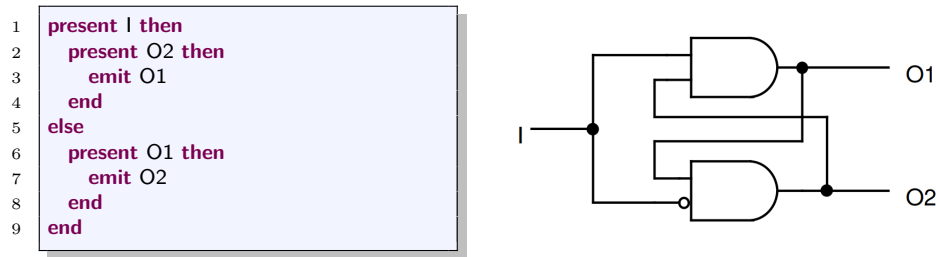 1 present I then
2 present O2 then
3 emit O1
4 end
5 else
6 present O1 then
7 emit O2
8 end
9 end
I
O1
O2